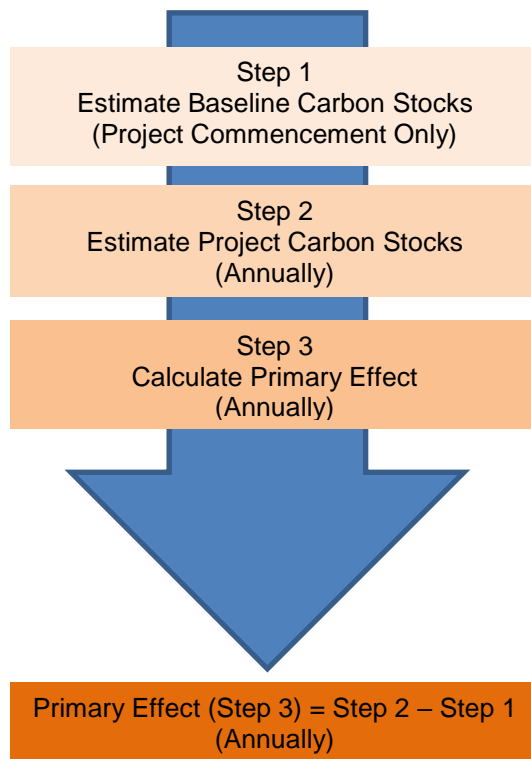 Step 1
Estimate Baseline Carbon Stocks
(Project Commencement Only)
Step 2
Estimate Project Carbon Stocks
(Annually)
Step 3
Calculate Primary Effect
(Annually)
Primary Effect (Step 3) = Step 2 – Step 1
(Annually)